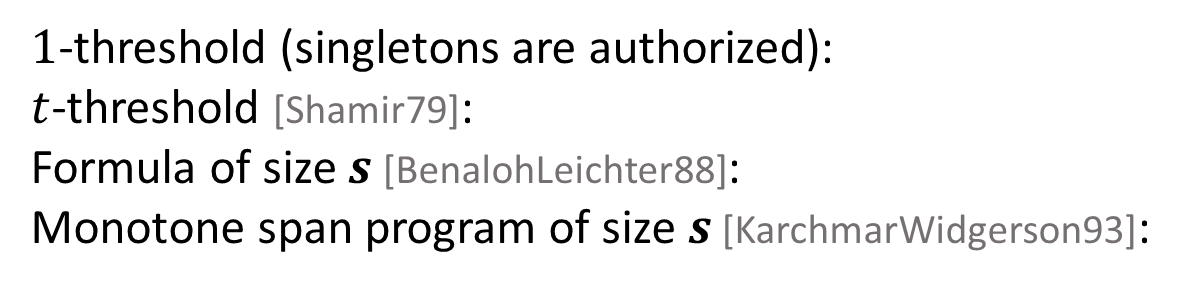 1-threshold (singletons are authorized):
t-threshold [Shamir79]:
Formula of size s [BenalohLeichter88]:
Monotone span program of size s [KarchmarWidgerson93]: